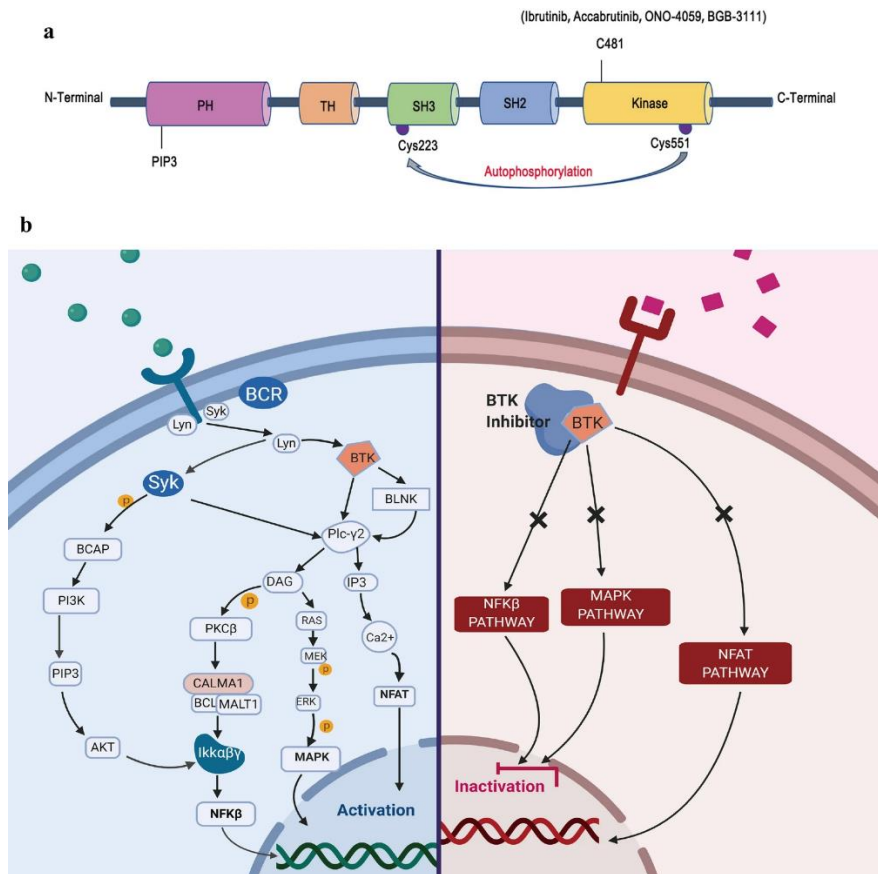 a
(Ibrutinib, Accabrutinib, ONO-4059, BGB-3111)
C481
N-Terminal
PH
TH
SH3
SH2
Kinase
C-Terminal
PIP3
Cys223
Cys551
Autophosphorylation
b
BCR
Syk
Lyn
Lyn
BTK
Syk
BLNK
p
Plc-γ2
BCAP
DAG
IP3
PI3K
p
RAS
PKCβ
Ca2+
MEK
p
PIP3
CALMA1
BCL
MALT1
ERK
NFAT
p
AKT
Ikkαβγ
MAPK
NFKβ
Activation
BTK
Inhibitor
BTK
NFKβ
PATHWAY
MAPK
PATHWAY
NFAT
PATHWAY
Inactivation